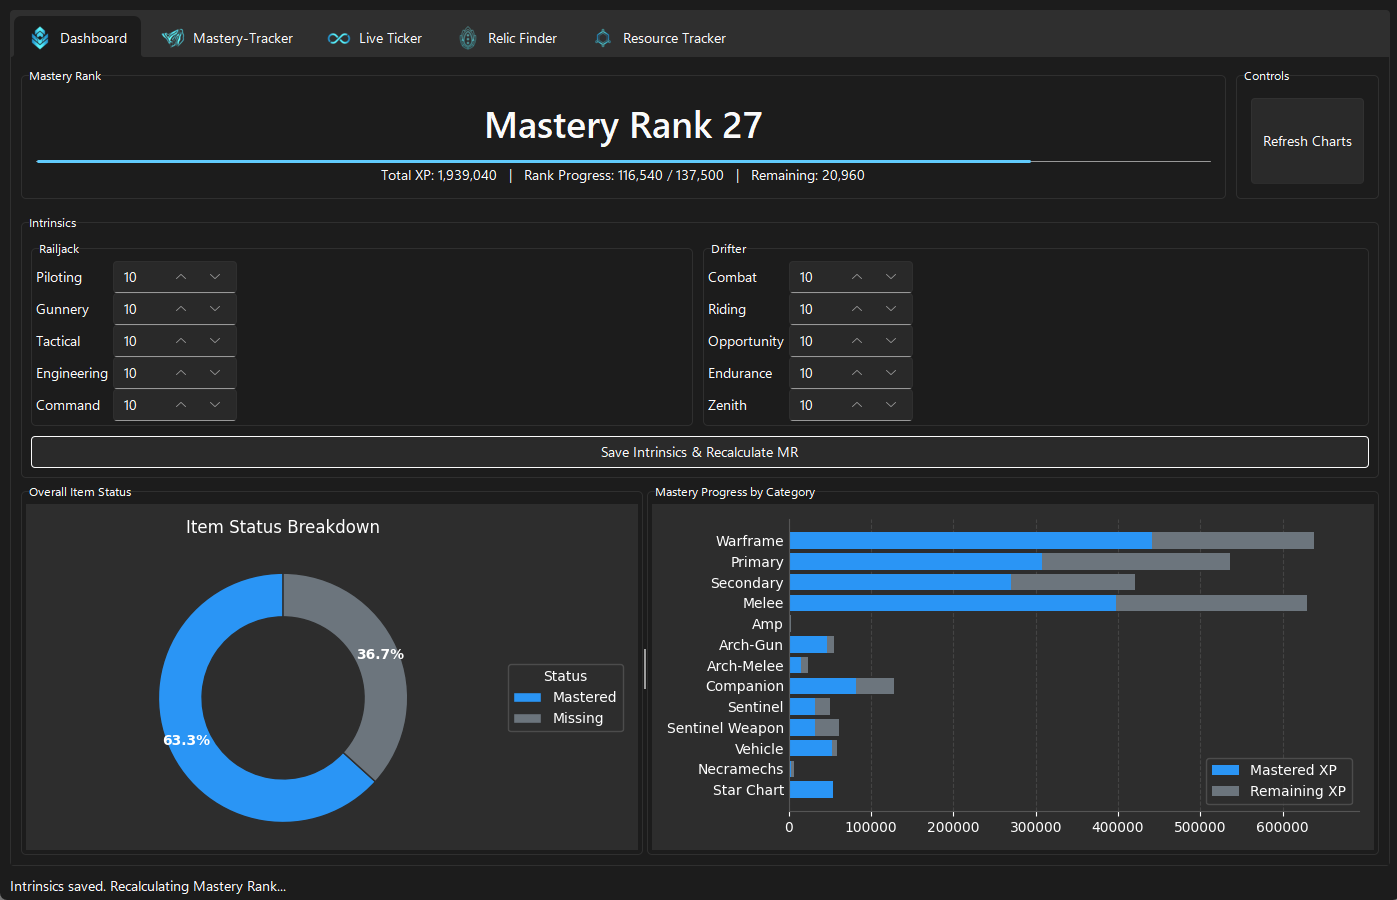 Dashboard
Mastery-Tracker
Live Ticker
Relic Finder
Resource Tracker
Mastery Rank
Mastery Rank 27
Total XP: 1,939,040 | Rank Progress: 116,540 / 137,500 | Remaining: 20,960
Controls
Refresh Charts
Intrinsics
Railjack
Piloting 10
Gunnery 10
Tactical 10
Engineering 10
Command 10
Drifter
Combat 10
Riding 10
Opportunity 10
Endurance 10
Zenith 10
Save Intrinsics & Recalculate MR
Overall Item Status
Item Status Breakdown
36.7%
63.3%
Status
Mastered
Missing
Mastery Progress by Category
Warframe
Primary
Secondary
Melee
Amp
Arch-Gun
Arch-Melee
Companion
Sentinel
Sentinel Weapon
Vehicle
Necramechs
Star Chart
Mastered XP
Remaining XP
0 100000 200000 300000 400000 500000 600000
Intrinsics saved. Recalculating Mastery Rank...